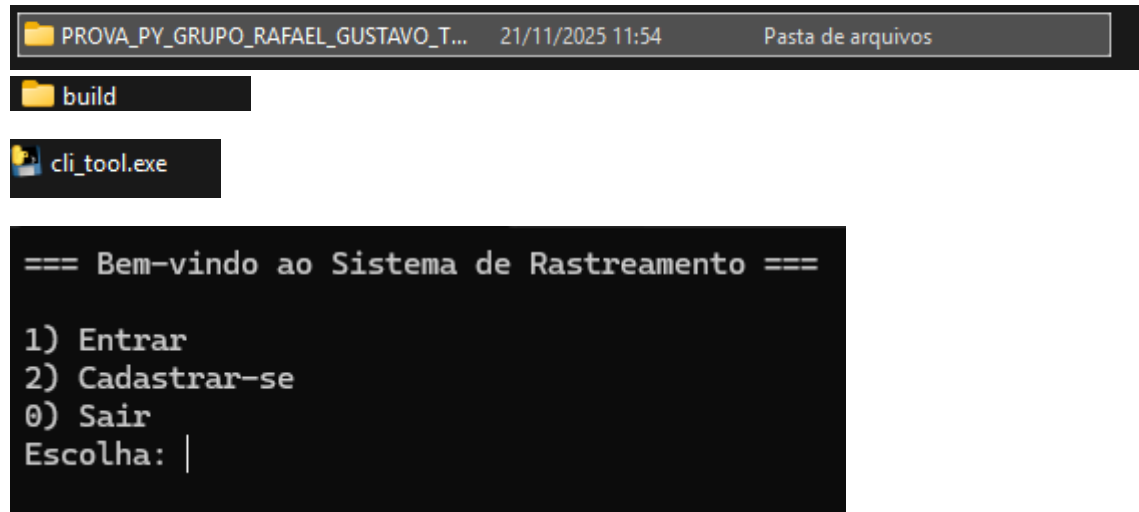 PROVA_PY_GRUPO_RAFAEL_GUSTAVO_T... 21/11/2025 11:54 Pasta de arquivos
build
cli_tool.exe
=== Bem-vindo ao Sistema de Rastreamento ===
1) Entrar
2) Cadastrar-se
0) Sair
Escolha: